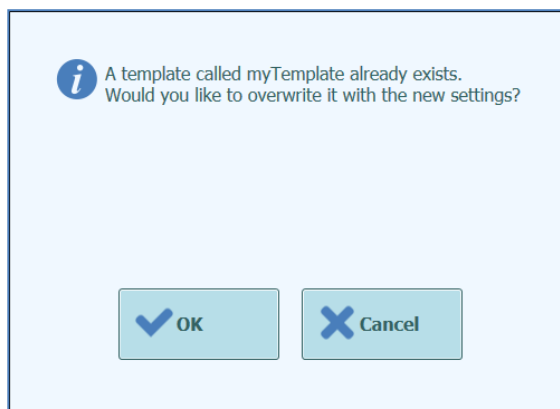 A template called myTemplate already exists.
Would you like to overwrite it with the new settings?
OK
Cancel